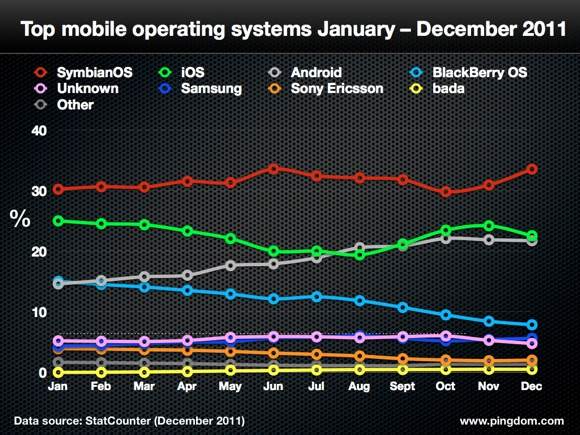 Top mobile operating systems January – December 2011
SymbianOS iOS Android BlackBerry OS
Unknown Samsung Sony Ericsson bada
Other
40
30
%
20
10
0
Jan Feb Mar Apr May Jun Jul Aug Sept Oct Nov Dec
Data source: StatCounter (December 2011) www.pingdom.com